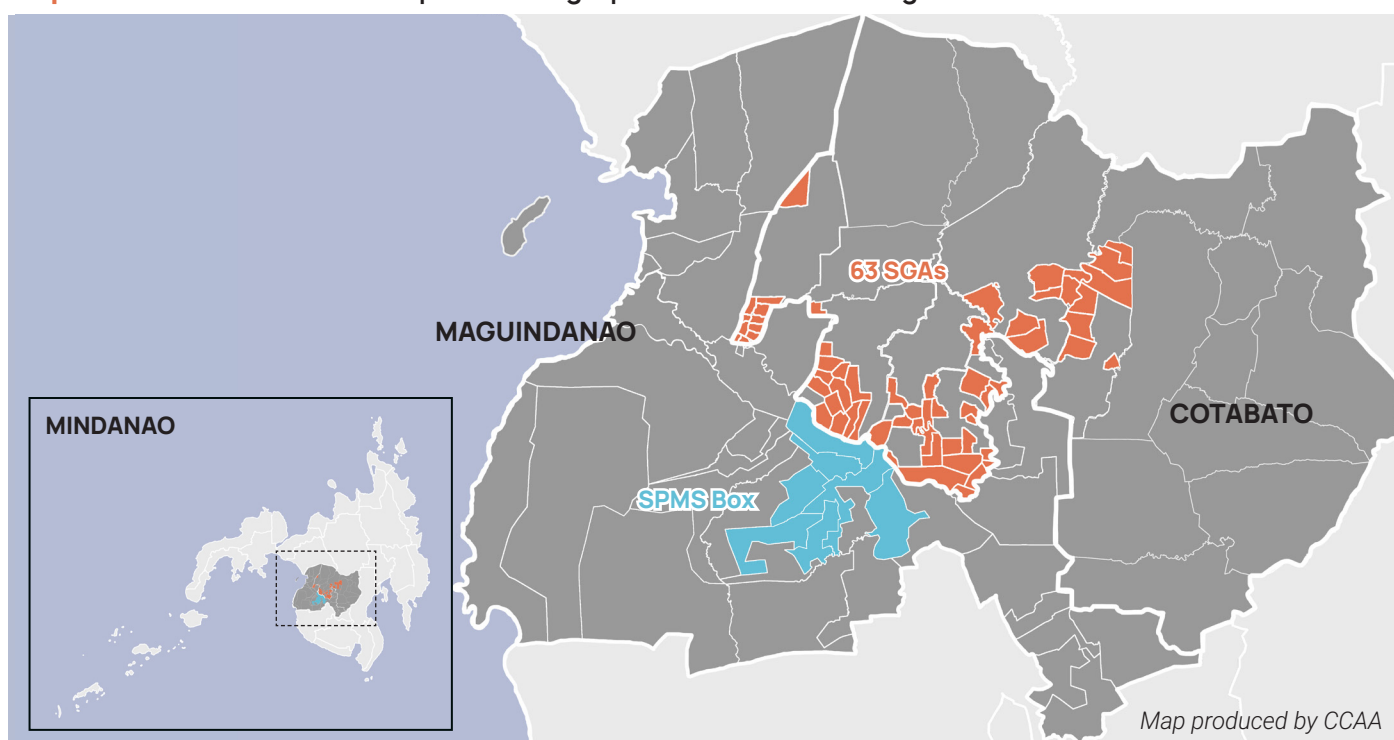 63 SGAs
MAGUINDANAO
COTABATO
MINDANAO
SPMS Box
Map produced by CCAA